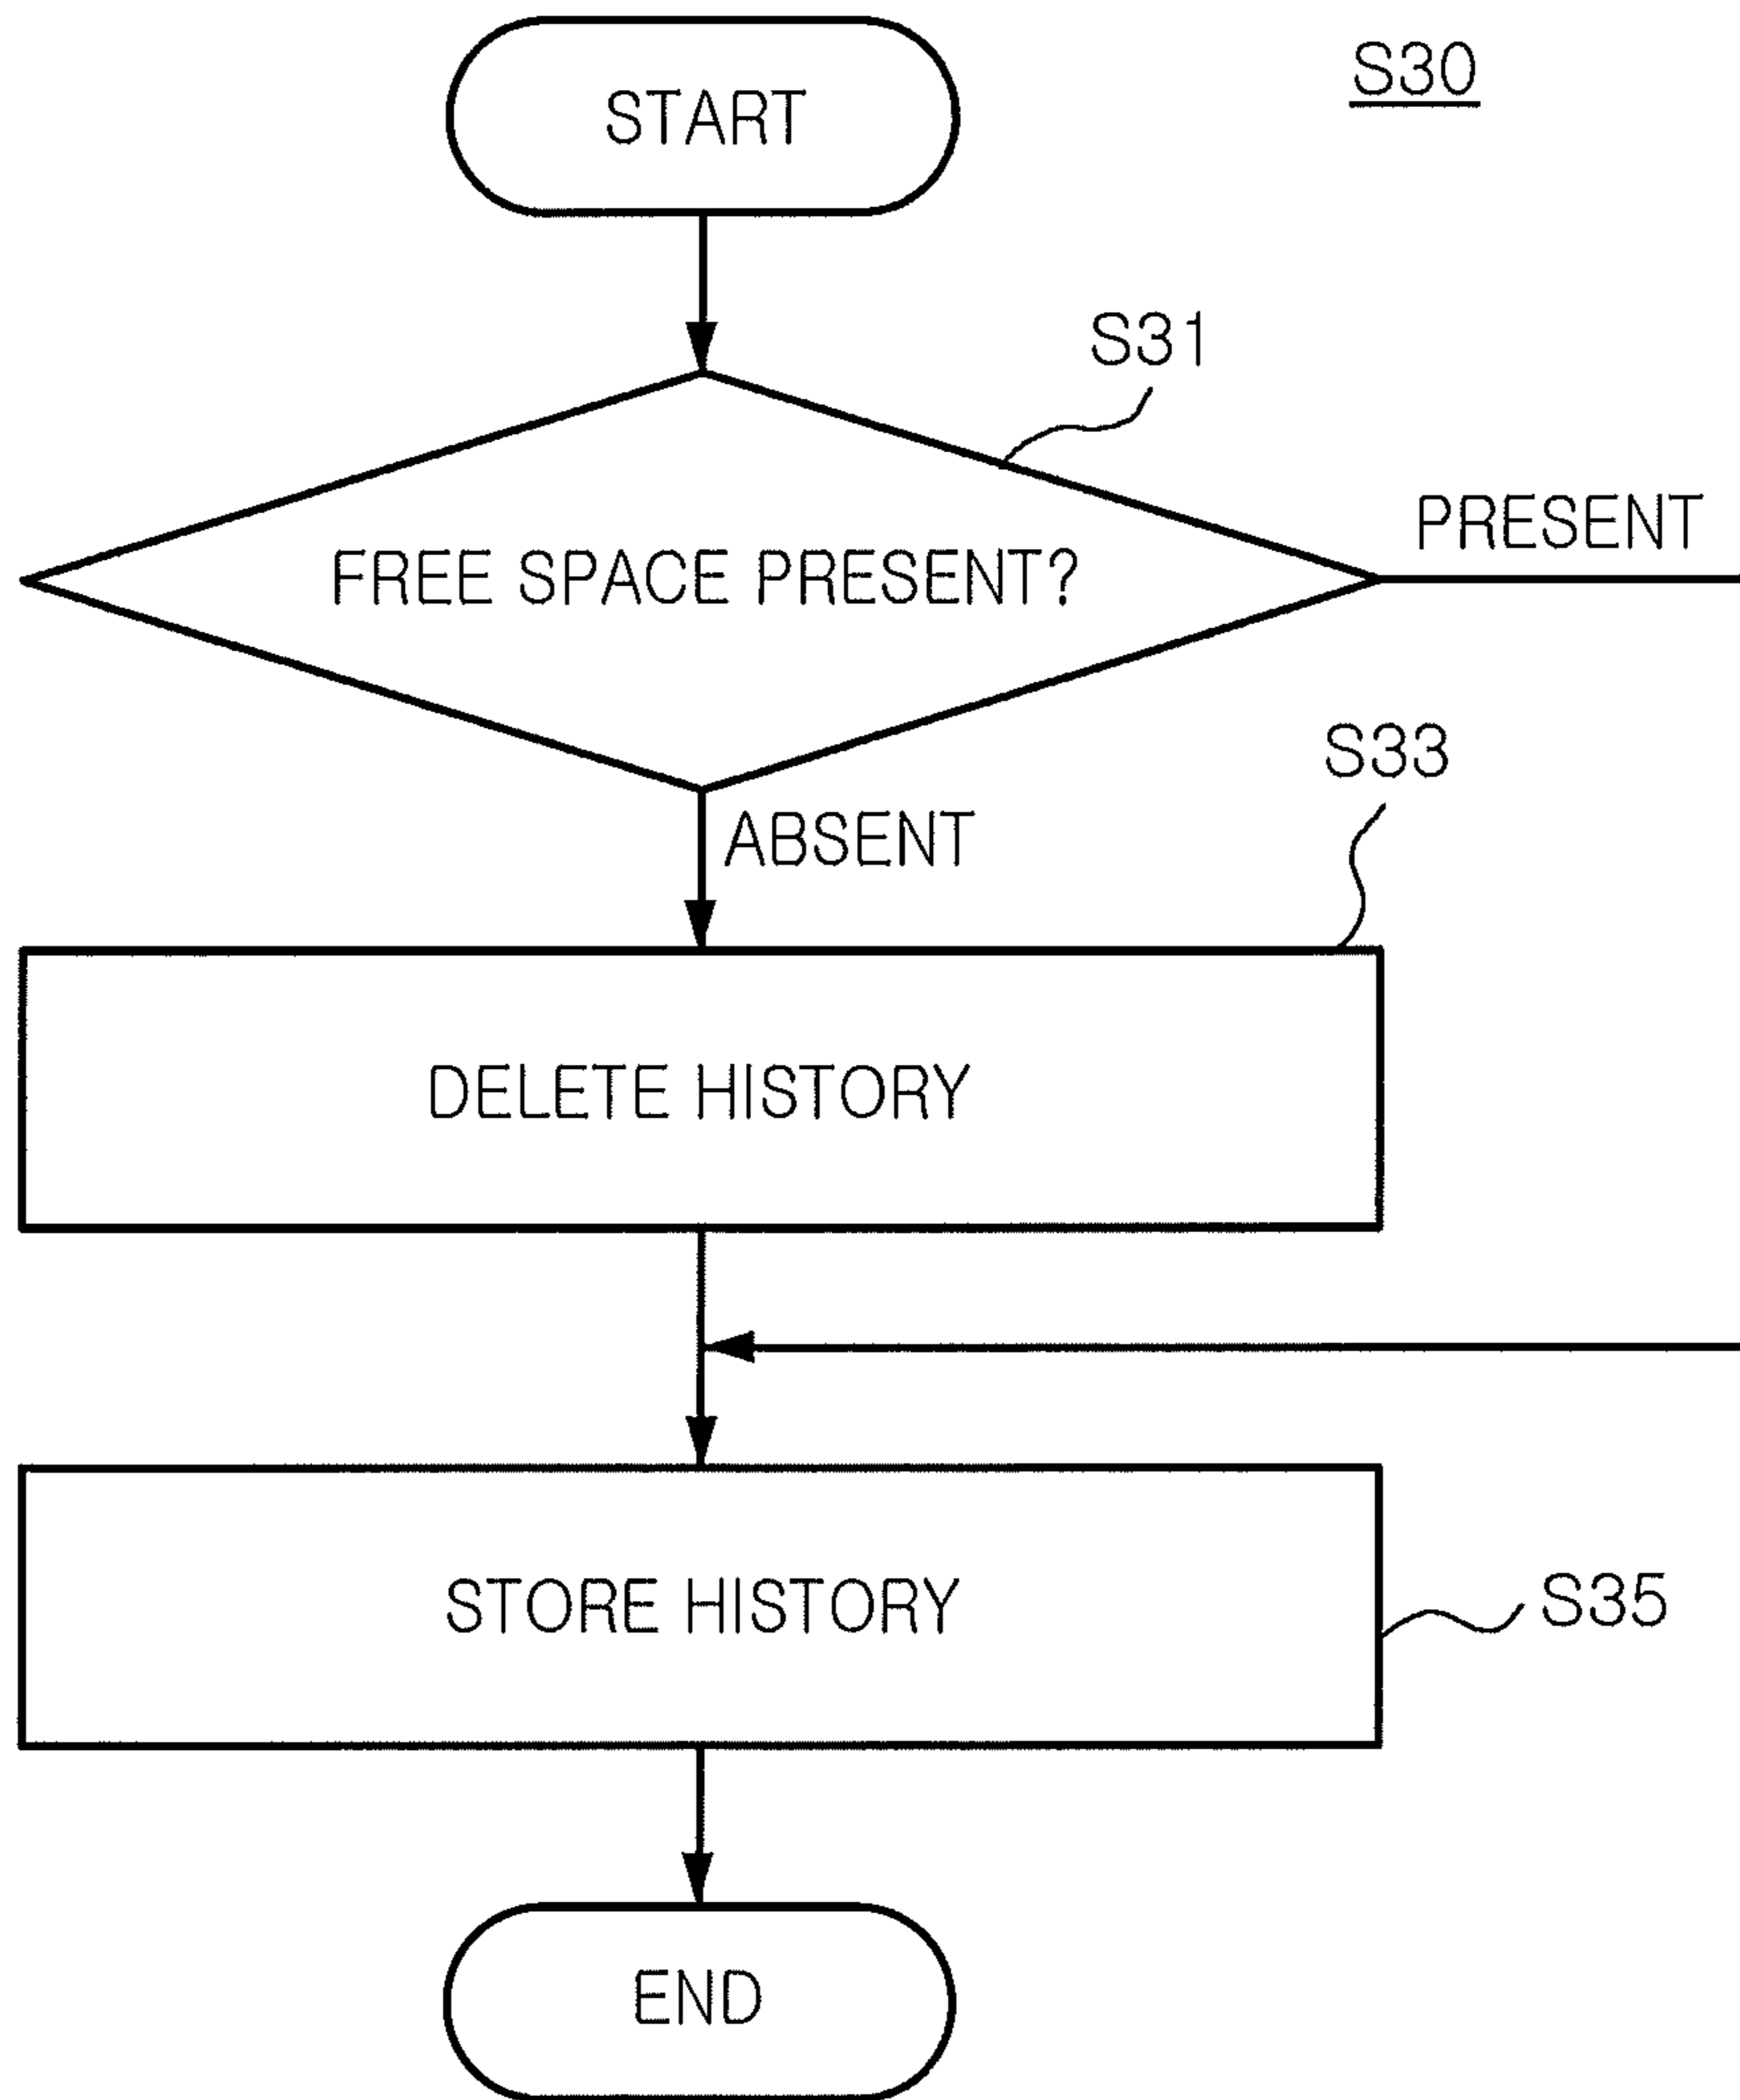 START
S30
S31
PRESENT
FREE SPACE PRESENT?
S33
ABSENT
DELETE HISTORY
STORE HISTORY
S35
END